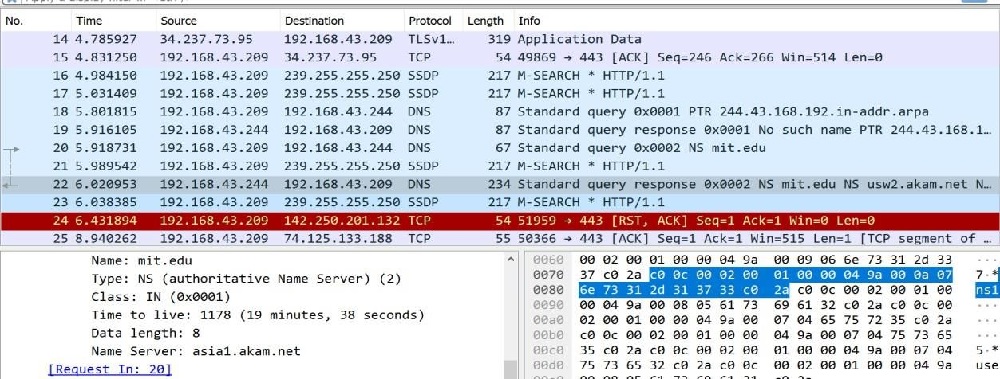 No. Time Source Destination Protocol Length Info
14 4.785927 34.237.73.95 192.168.43.209 TLSv1… 319 Application Data
15 4.831250 192.168.43.209 34.237.73.95 TCP 54 49869 → 443 [ACK] Seq=246 Ack=266 Win=514 Len=0
16 4.984150 192.168.43.209 239.255.255.250 SSDP 217 M-SEARCH * HTTP/1.1
17 5.031409 192.168.43.209 239.255.255.250 SSDP 217 M-SEARCH * HTTP/1.1
18 5.801815 192.168.43.209 192.168.43.244 DNS 87 Standard query 0x0001 PTR 244.43.168.192.in-addr.arpa
19 5.916105 192.168.43.244 192.168.43.209 DNS 87 Standard query response 0x0001 No such name PTR 244.43.168.1…
20 5.918731 192.168.43.209 192.168.43.244 DNS 67 Standard query 0x0002 NS mit.edu
21 5.989542 192.168.43.209 239.255.255.250 SSDP 217 M-SEARCH * HTTP/1.1
22 6.020953 192.168.43.244 192.168.43.209 DNS 234 Standard query response 0x0002 NS mit.edu NS usw2.akam.net N…
23 6.038385 192.168.43.209 239.255.255.250 SSDP 217 M-SEARCH * HTTP/1.1
24 6.431894 192.168.43.209 142.250.201.132 TCP 54 51959 → 443 [RST, ACK] Seq=1 Ack=1 Win=0 Len=0
25 8.940262 192.168.43.209 74.125.133.188 TCP 55 50366 → 443 [ACK] Seq=1 Ack=1 Win=515 Len=1 [TCP segment of …
Name: mit.edu
Type: NS (authoritative Name Server) (2)
Class: IN (0x0001)
Time to live: 1178 (19 minutes, 38 seconds)
Data length: 8
Name Server: asia1.akam.net
[Request In: 20]
0060 00 02 00 01 00 00 04 9a 00 09 06 6e 73 31 2d 33 ···
0070 37 c0 2a c0 0c 00 02 00 01 00 00 04 9a 00 0a 07 7·*
0080 6e 73 31 2d 31 37 33 c0 2a c0 0c 00 02 00 01 00 ns1
0090 00 04 9a 00 08 05 61 73 69 61 32 c0 2a c0 0c 00 ···
00a0 02 00 01 00 00 04 9a 00 07 04 65 75 72 35 c0 2a ···
00b0 c0 0c 00 02 00 01 00 00 04 9a 00 07 04 75 73 65 ···
00c0 35 c0 2a c0 0c 00 02 00 01 00 00 04 9a 00 07 04 5·*
00d0 75 73 65 32 c0 2a c0 0c 00 02 00 01 00 00 04 9a use